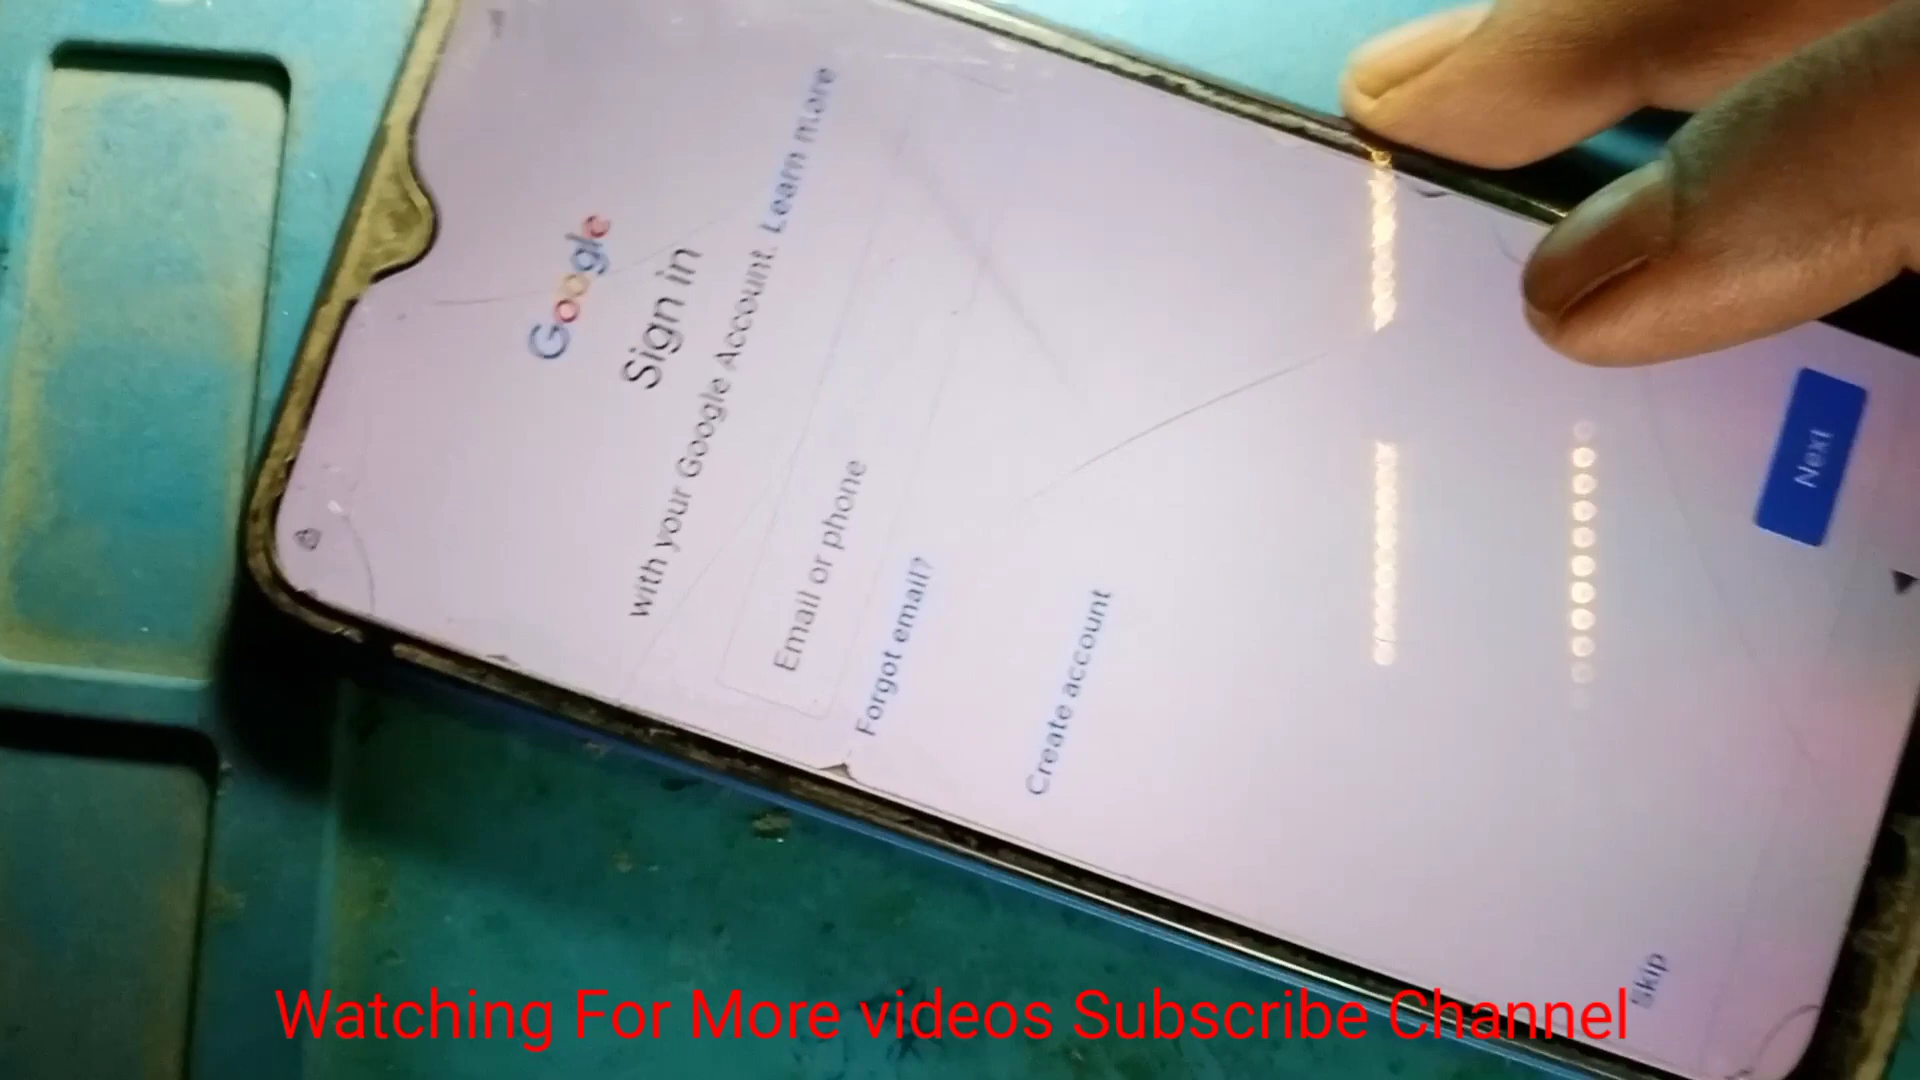 Google
Sign in
with your Google Account. Learn more
Email or phone
Forgot email?
Create account
Skip
Next
Watching For More videos Subscribe Channel